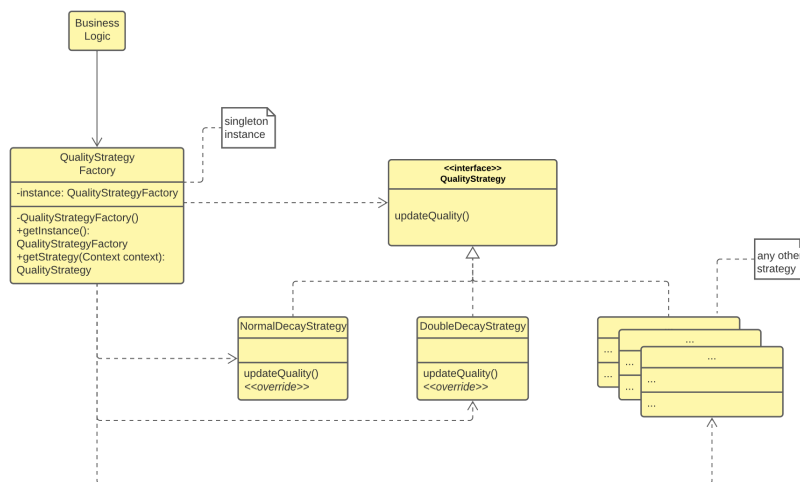 Business
Logic
singleton
instance
QualityStrategy
Factory
-instance: QualityStrategyFactory
-QualityStrategyFactory()
+getInstance():
QualityStrategyFactory
+getStrategy(Context context):
QualityStrategy
<<interface>>
QualityStrategy
updateQuality()
any other
strategy
NormalDecayStrategy
updateQuality()
<<override>>
DoubleDecayStrategy
updateQuality()
<<override>>
...
...
...
...
...
...
...
...